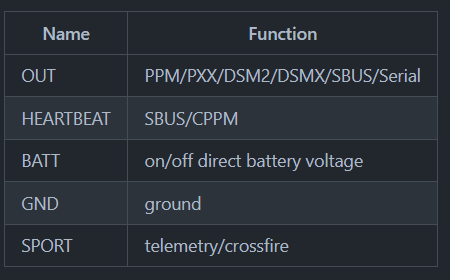 Name Function
OUT PPM/PXX/DSM2/DSMX/SBUS/Serial
HEARTBEAT SBUS/CPPM
BATT on/off direct battery voltage
GND ground
SPORT telemetry/crossfire